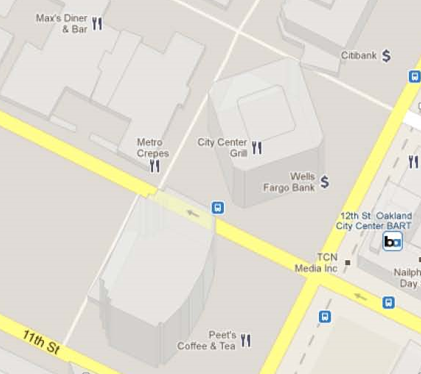 Max's Diner
& Bar
Citibank $
Metro
Crepes
City Center
Grill
Wells
Fargo Bank $
12th St Oakland
City Center BART
ba
TCN
Media Inc
Nailph
Day
Peet's
Coffee & Tea
11th St